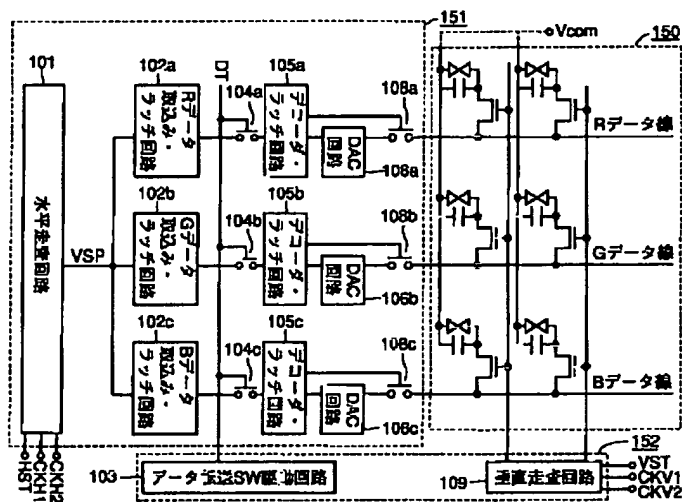 151
Vcom
150
101
102a
DT
105a
104a
108a
Rデータ
取込み・
ラッチ回路
デコーダ・
ラッチ回路
DAC
回路
106a
Rデータ線
102b
105b
104b
108b
水平走査回路
VSP
Gデータ
取込み・
ラッチ回路
デコーダ・
ラッチ回路
DAC
回路
106b
Gデータ線
102c
105c
104c
108c
Bデータ
取込み・
ラッチ回路
デコーダ・
ラッチ回路
DAC
回路
106c
Bデータ線
HST
CKH1
CKH2
152
103
データ転送SW駆動回路
109
垂直走査回路
VST
CKV1
CKV2